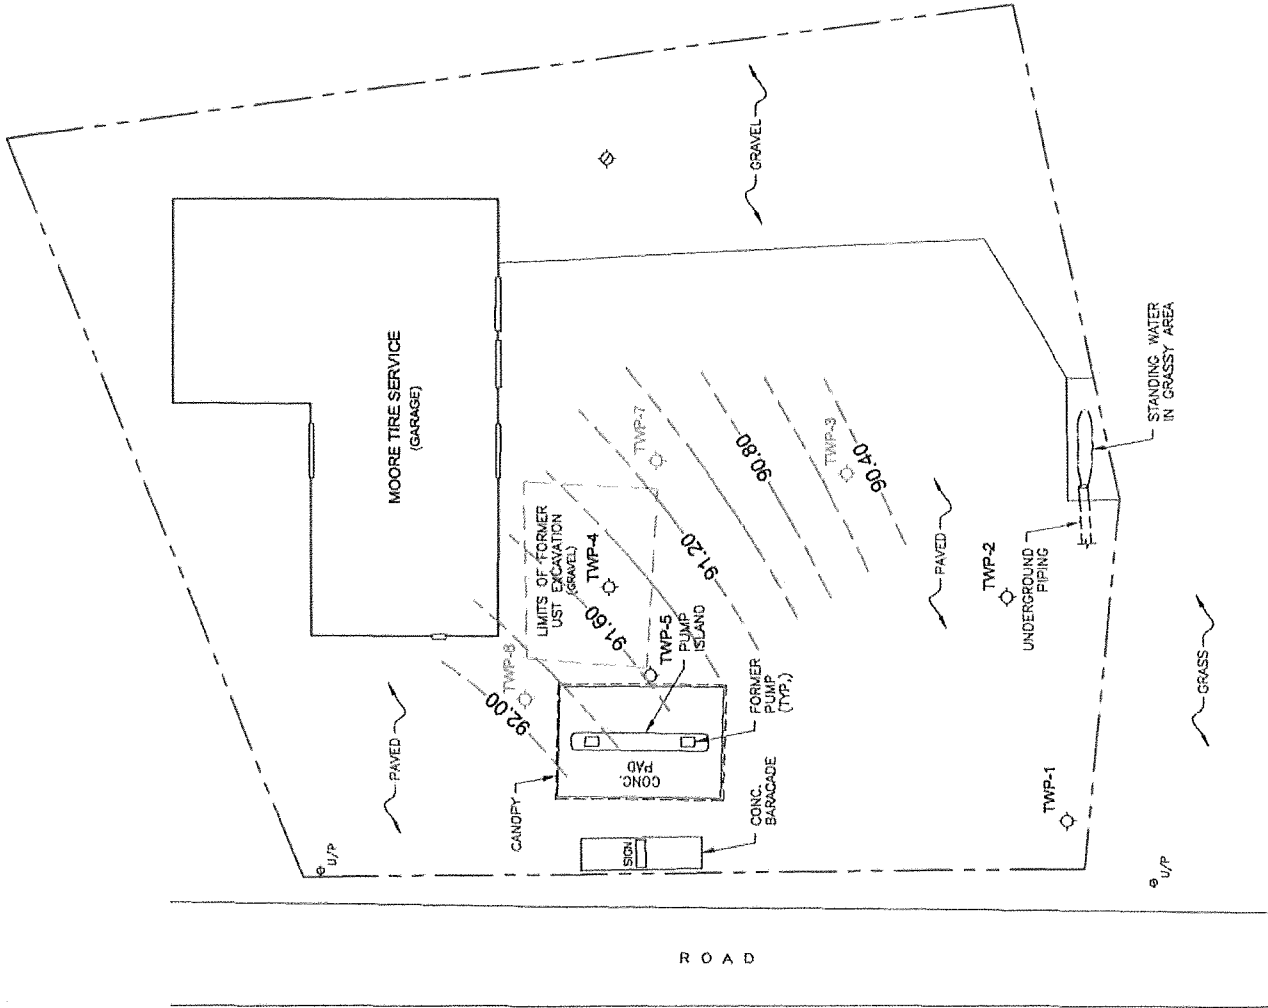 GRAVEL
MOORE TIRE SERVICE
(GARAGE)
STANDING WATER
IN GRASSY AREA
TWP-7
TWP-3
90.80
90.40
LIMITS OF FORMER
UST EXCAVATION
(GRAVEL)
TWP-4
91.20
91.60
PAVED
TWP-2
UNDERGROUND
PIPING
TWP-5
PUMP
ISLAND
TWP-6
92.00
FORMER
PUMP
(TYP.)
GRASS
PAVED
CONC.
PAD
CANOPY
CONC.
BARACADE
TWP-1
SIGN
U/P
U/P
ROAD